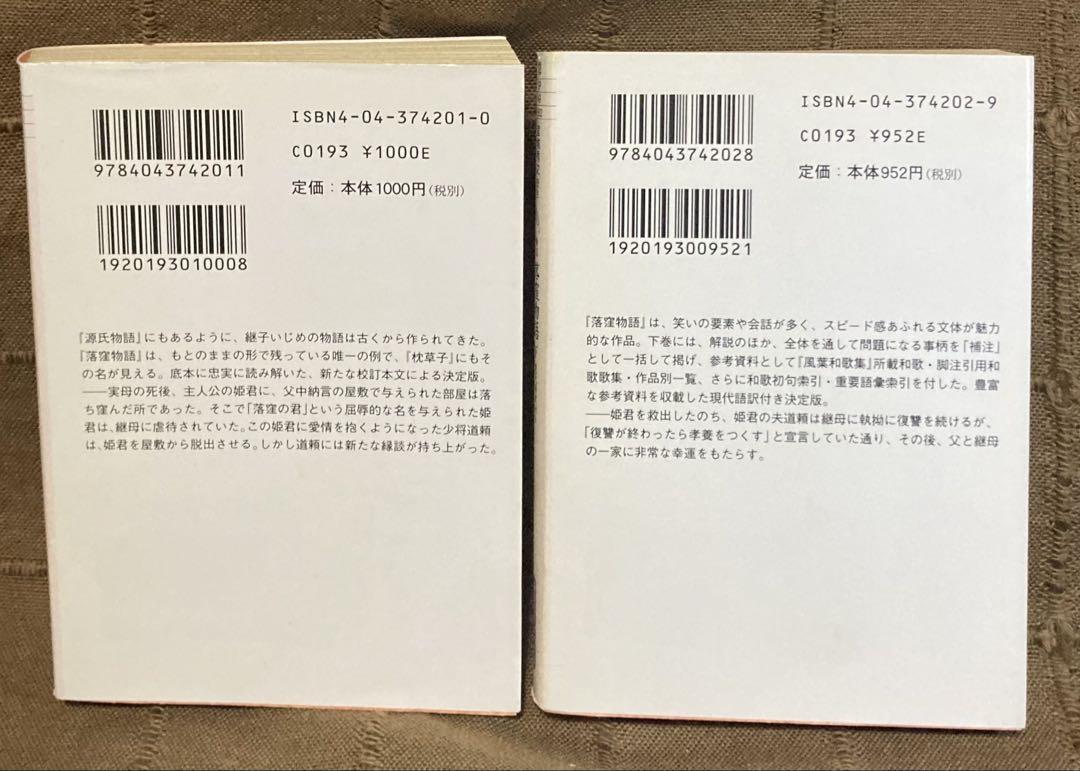 ISBN4-04-374201-0
9784043742011
C0193 ¥1000E
定価：本体1000円（税別）
1920193010008
『源氏物語』にもあるように、継子いじめの物語は古くから作られてきた。
『落窪物語』は、もとのままの形で残っている唯一の例で、『枕草子』にもそ
の名が見える。底本に忠実に読み解いた、新たな校訂本文による決定版。
──実母の死後、主人公の姫君に、父中納言の屋敷で与えられた部屋は落
ち窪んだ所であった。そこで「落窪の君」という屈辱的な名を与えられた姫
君は、継母に虐待されていた。この姫君に愛情を抱くようになった少将道頼
は、姫君を屋敷から脱出させる。しかし道頼には新たな縁談が持ち上がった。
ISBN4-04-374202-9
9784043742028
C0193 ¥952E
定価：本体952円（税別）
1920193009521
『落窪物語』は、笑いの要素や会話が多く、スピード感あふれる文体が魅力
的な作品。下巻には、解説のほか、全体を通して問題になる事柄を「補注」
として一括して掲げ、参考資料として『風葉和歌集』所載和歌・脚注引用和
歌歌集・作品別一覧、さらに和歌初句索引・重要語彙索引を付した。豊富
な参考資料を収載した現代語訳付き決定版。
──姫君を救出したのち、姫君の夫道頼は継母に執拗に復讐を続けるが、
「復讐が終わったら孝養をつくす」と宣言していた通り、その後、父と継母
の一家に非常な幸運をもたらす。